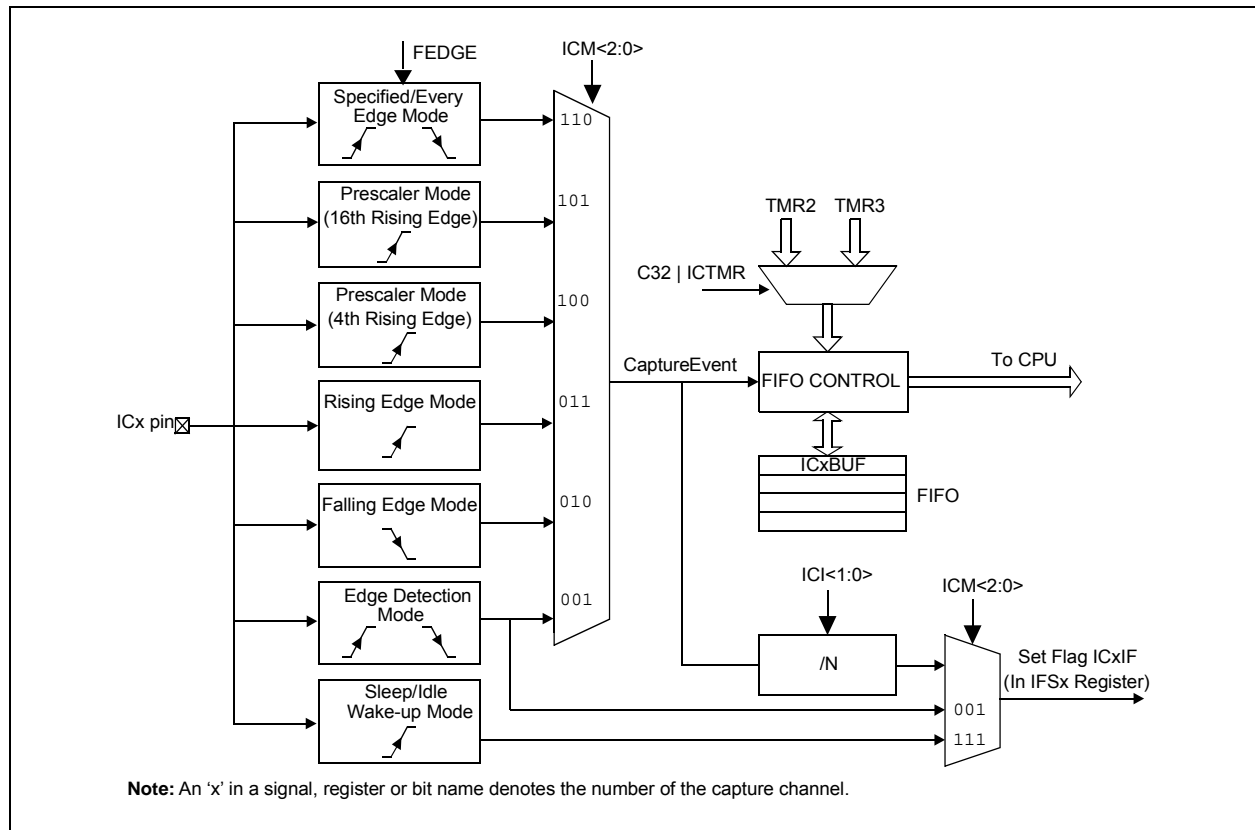 FEDGE
ICM<2:0>
Specified/Every
Edge Mode
110
Prescaler Mode
(16th Rising Edge)
101
TMR2
TMR3
C32 | ICTMR
Prescaler Mode
(4th Rising Edge)
100
CaptureEvent
FIFO CONTROL
To CPU
ICx pin
Rising Edge Mode
011
ICxBUF
FIFO
Falling Edge Mode
010
ICI<1:0>
ICM<2:0>
Edge Detection
Mode
001
/N
Set Flag ICxIF
(In IFSx Register)
Sleep/Idle
Wake-up Mode
001
111
Note: An ‘x’ in a signal, register or bit name denotes the number of the capture channel.